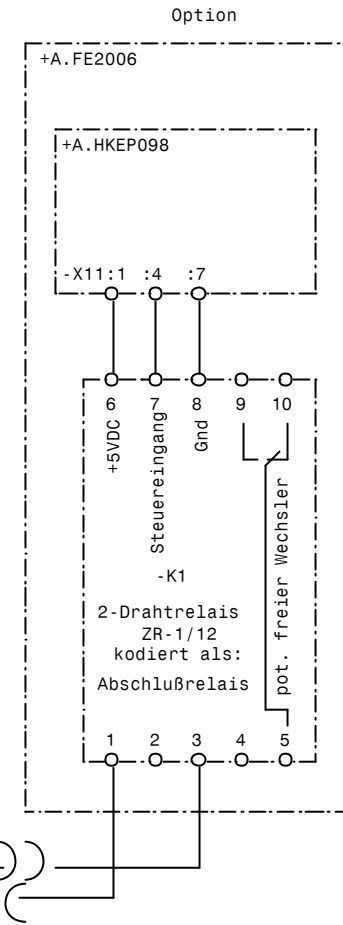 Option
+A.FE2006
+A.HKEP098
-X11:1 :4 :7
6 7 8 9 10
+5VDC
Steuereingang
Gnd
pot. freier Wechsler
-K1
2-Drahtrelais
ZR-1/12
kodiert als:
Abschlußrelais
1 2 3 4 5